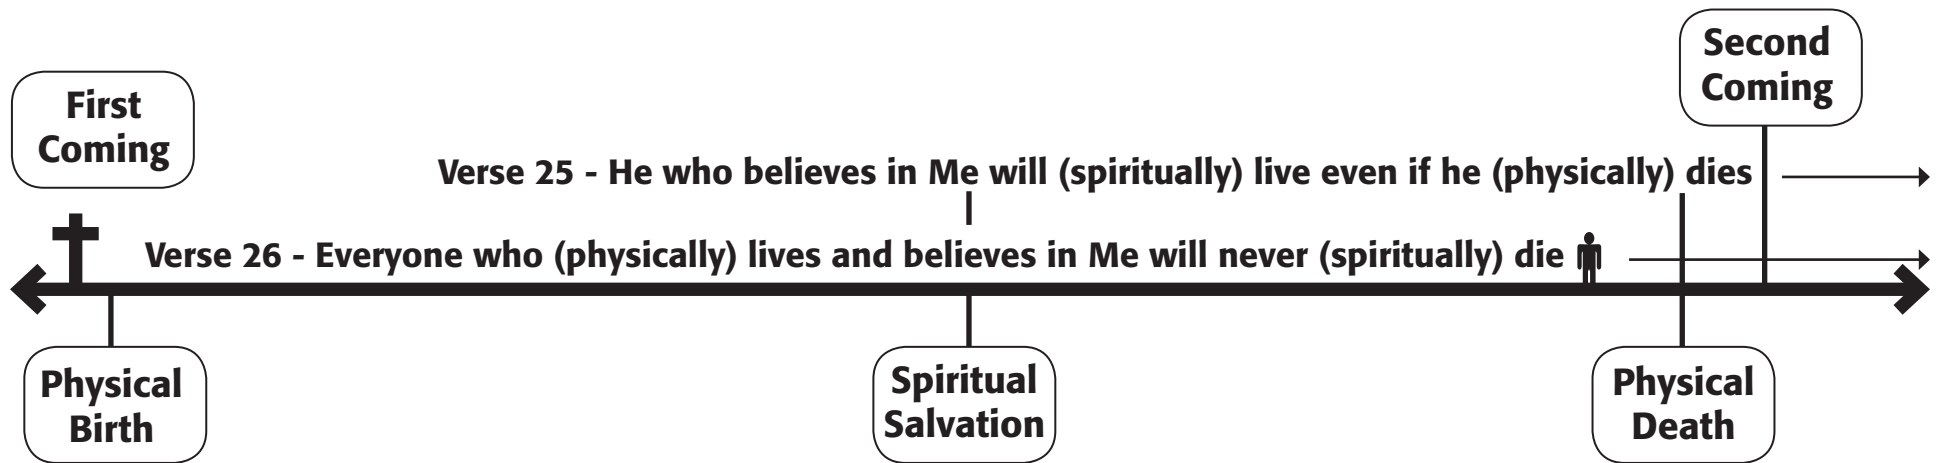 First
Coming
Second
Coming
Verse 25 - He who believes in Me will (spiritually) live even if he (physically) dies
Verse 26 - Everyone who (physically) lives and believes in Me will never (spiritually) die
Physical
Birth
Spiritual
Salvation
Physical
Death